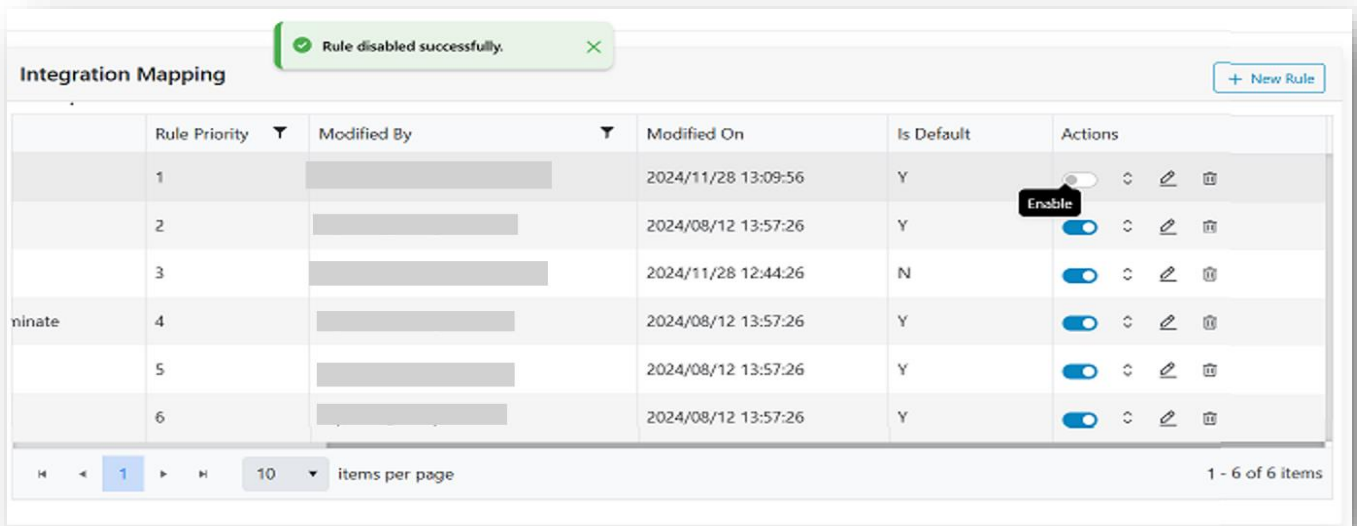 Rule disabled successfully.
Integration Mapping
+ New Rule
Rule Priority Modified By Modified On Is Default Actions
1 2024/11/28 13:09:56 Y
Enable
2 2024/08/12 13:57:26 Y
3 2024/11/28 12:44:26 N
minate 4 2024/08/12 13:57:26 Y
5 2024/08/12 13:57:26 Y
6 2024/08/12 13:57:26 Y
1 10 items per page 1 - 6 of 6 items